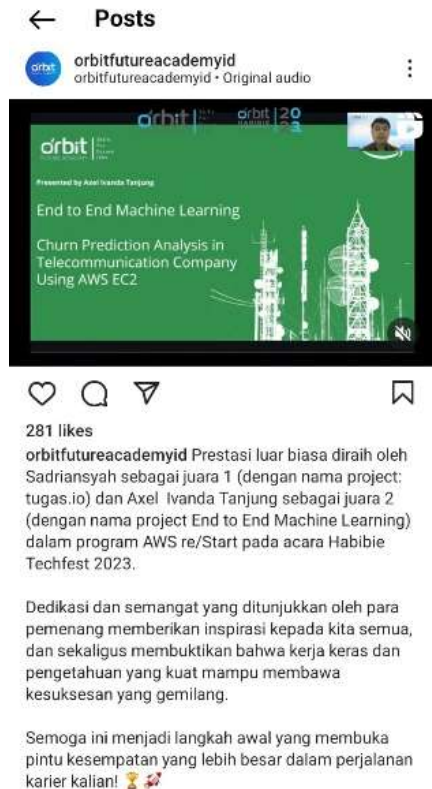 Posts
orbitfutureacademyid
orbitfutureacademyid • Original audio
orbit
orbit
orbit 2023
orbit
Presented by Axel Ivanda Tanjung
End to End Machine Learning
Churn Prediction Analysis in
Telecommunication Company
Using AWS EC2
281 likes
orbitfutureacademyid Prestasi luar biasa diraih oleh
Sadriansyah sebagai juara 1 (dengan nama project:
tugas.io) dan Axel Ivanda Tanjung sebagai juara 2
(dengan nama project End to End Machine Learning)
dalam program AWS re/Start pada acara Habibie
Techfest 2023.
Dedikasi dan semangat yang ditunjukkan oleh para
pemenang memberikan inspirasi kepada kita semua,
dan sekaligus membuktikan bahwa kerja keras dan
pengetahuan yang kuat mampu membawa
kesuksesan yang gemilang.
Semoga ini menjadi langkah awal yang membuka
pintu kesempatan yang lebih besar dalam perjalanan
karier kalian! 🏆 🚀